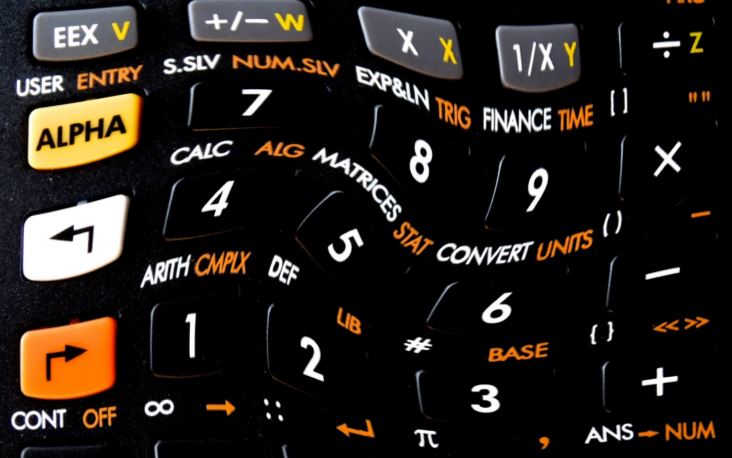 EEX V +/− W X X 1/X Y ÷ Z
USER ENTRY S.SLV NUM.SLV EXP&LN TRIG FINANCE TIME [ ] " "
ALPHA 7 8 9 ×
CALC ALG MATRICES STAT CONVERT UNITS ( ) _
4 5 6 −
ARITH CMPLX DEF LIB # BASE { } « »
1 2 3 +
CONT OFF ∞ → :: ↵ π , ANS → NUM